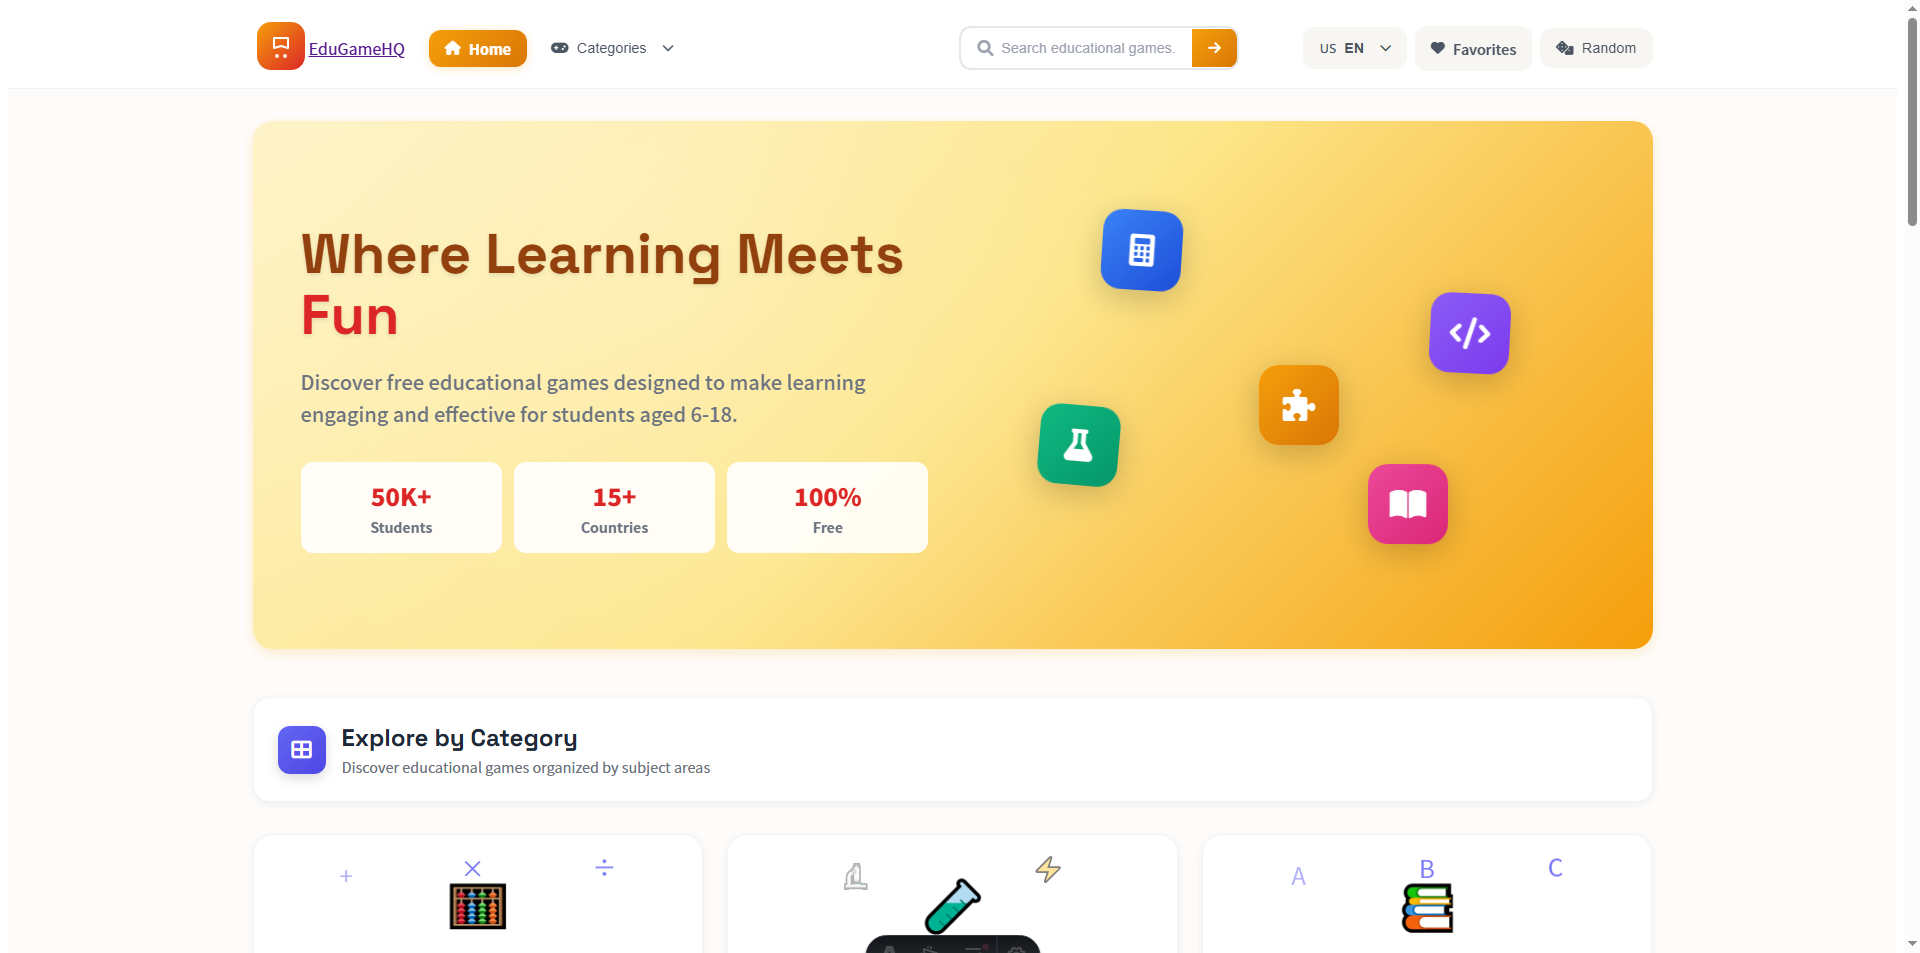 EduGameHQ
Home
Categories
Search educational games.
US EN
Favorites
Random
Where Learning Meets
Fun
Discover free educational games designed to make learning
engaging and effective for students aged 6-18.
50K+
Students
15+
Countries
100%
Free
Explore by Category
Discover educational games organized by subject areas
+ × ÷
A B C